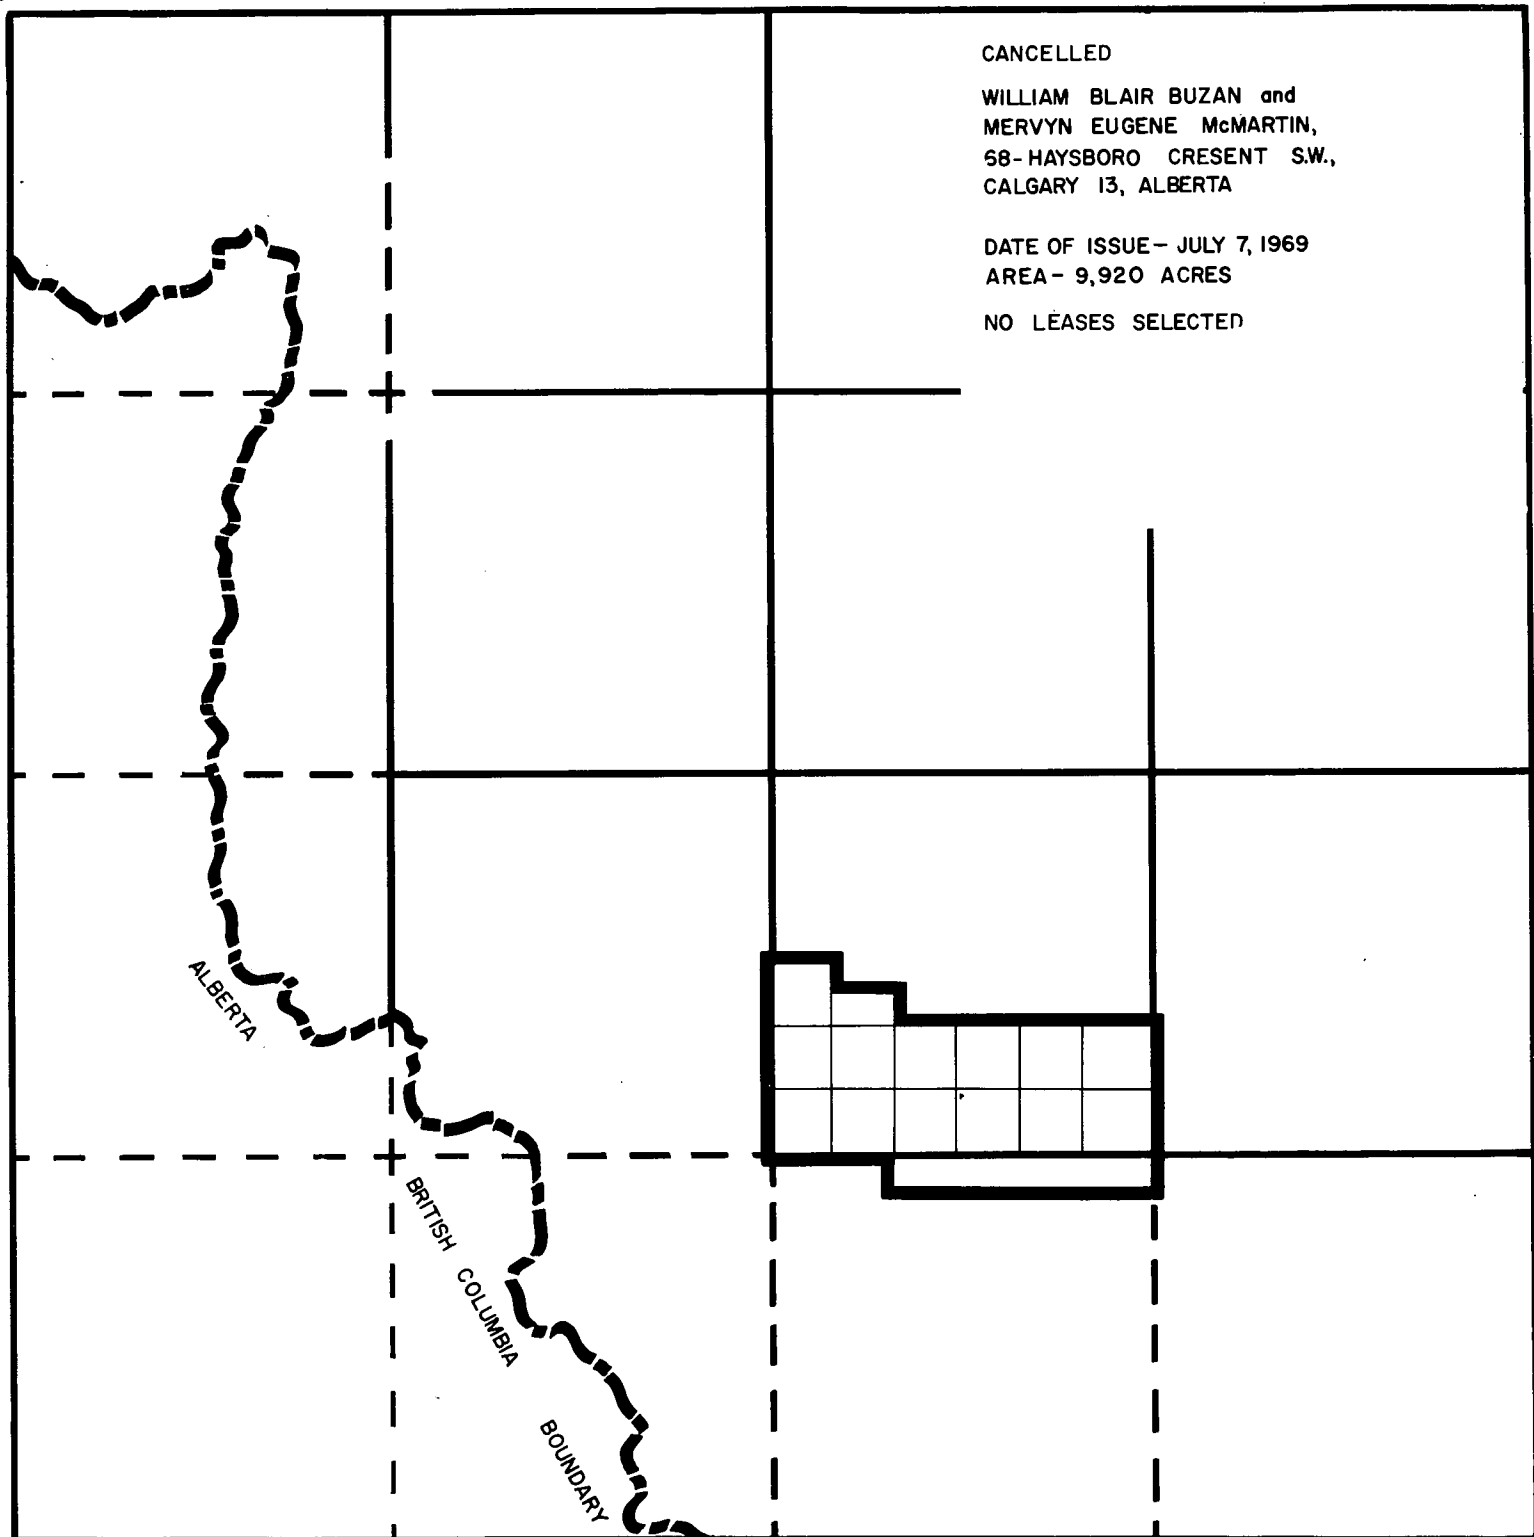 CANCELLED
WILLIAM BLAIR BUZAN and
MERVYN EUGENE McMARTIN,
68-HAYSBORO CRESENT S.W.,
CALGARY 13, ALBERTA
DATE OF ISSUE- JULY 7, 1969
AREA- 9,920 ACRES
NO LEASES SELECTED
ALBERTA
BRITISH COLUMBIA
BOUNDARY